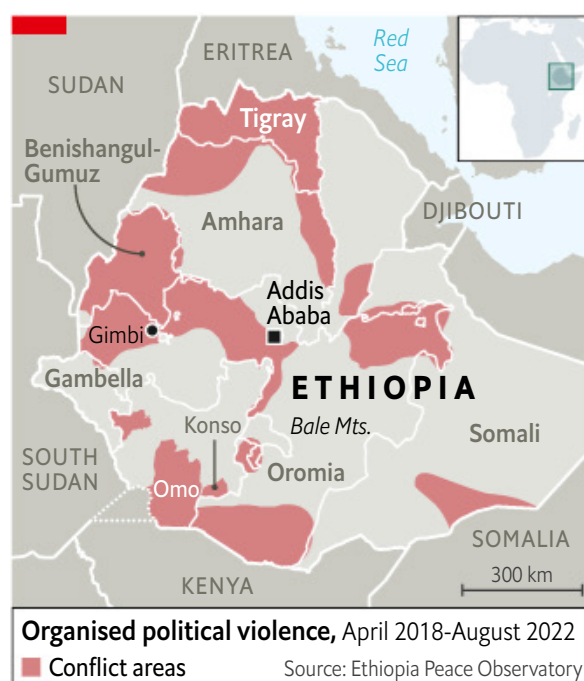 ERITREA
Red
Sea
SUDAN
Tigray
Benishangul-
Gumuz
Amhara
DJIBOUTI
Addis
Ababa
Gimbi
Gambella
ETHIOPIA
Bale Mts.
Konso
Somali
SOUTH
SUDAN
Omo
Oromia
SOMALIA
KENYA
300 km
Organised political violence, April 2018-August 2022
Conflict areas
Source: Ethiopia Peace Observatory